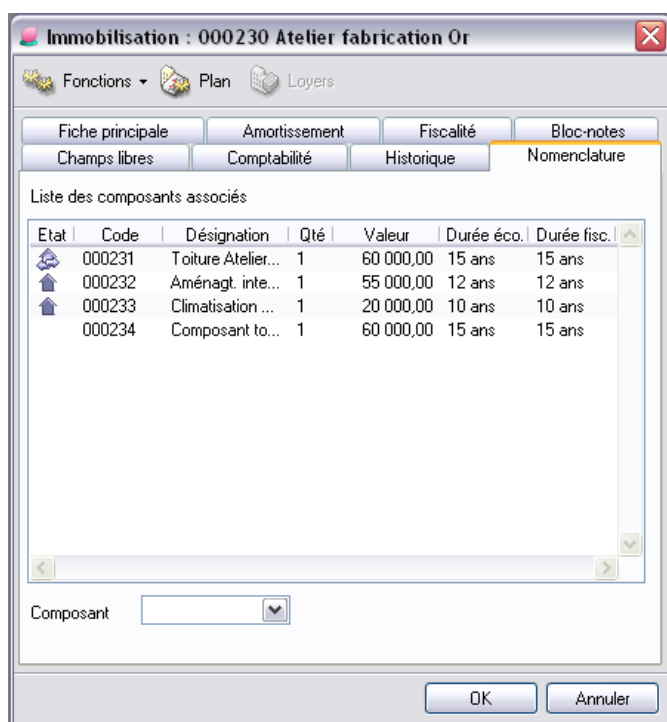 Immobilisation : 000230 Atelier fabrication Or
Fonctions Plan Loyers
Fiche principale Amortissement Fiscalité Bloc-notes
Champs libres Comptabilité Historique Nomenclature
Liste des composants associés
Etat Code Désignation Qté Valeur Durée éco. Durée fisc.
000231 Toiture Atelier... 1 60 000,00 15 ans 15 ans
000232 Aménagt. inte... 1 55 000,00 12 ans 12 ans
000233 Climatisation ... 1 20 000,00 10 ans 10 ans
000234 Composant to... 1 60 000,00 15 ans 15 ans
Composant
OK Annuler